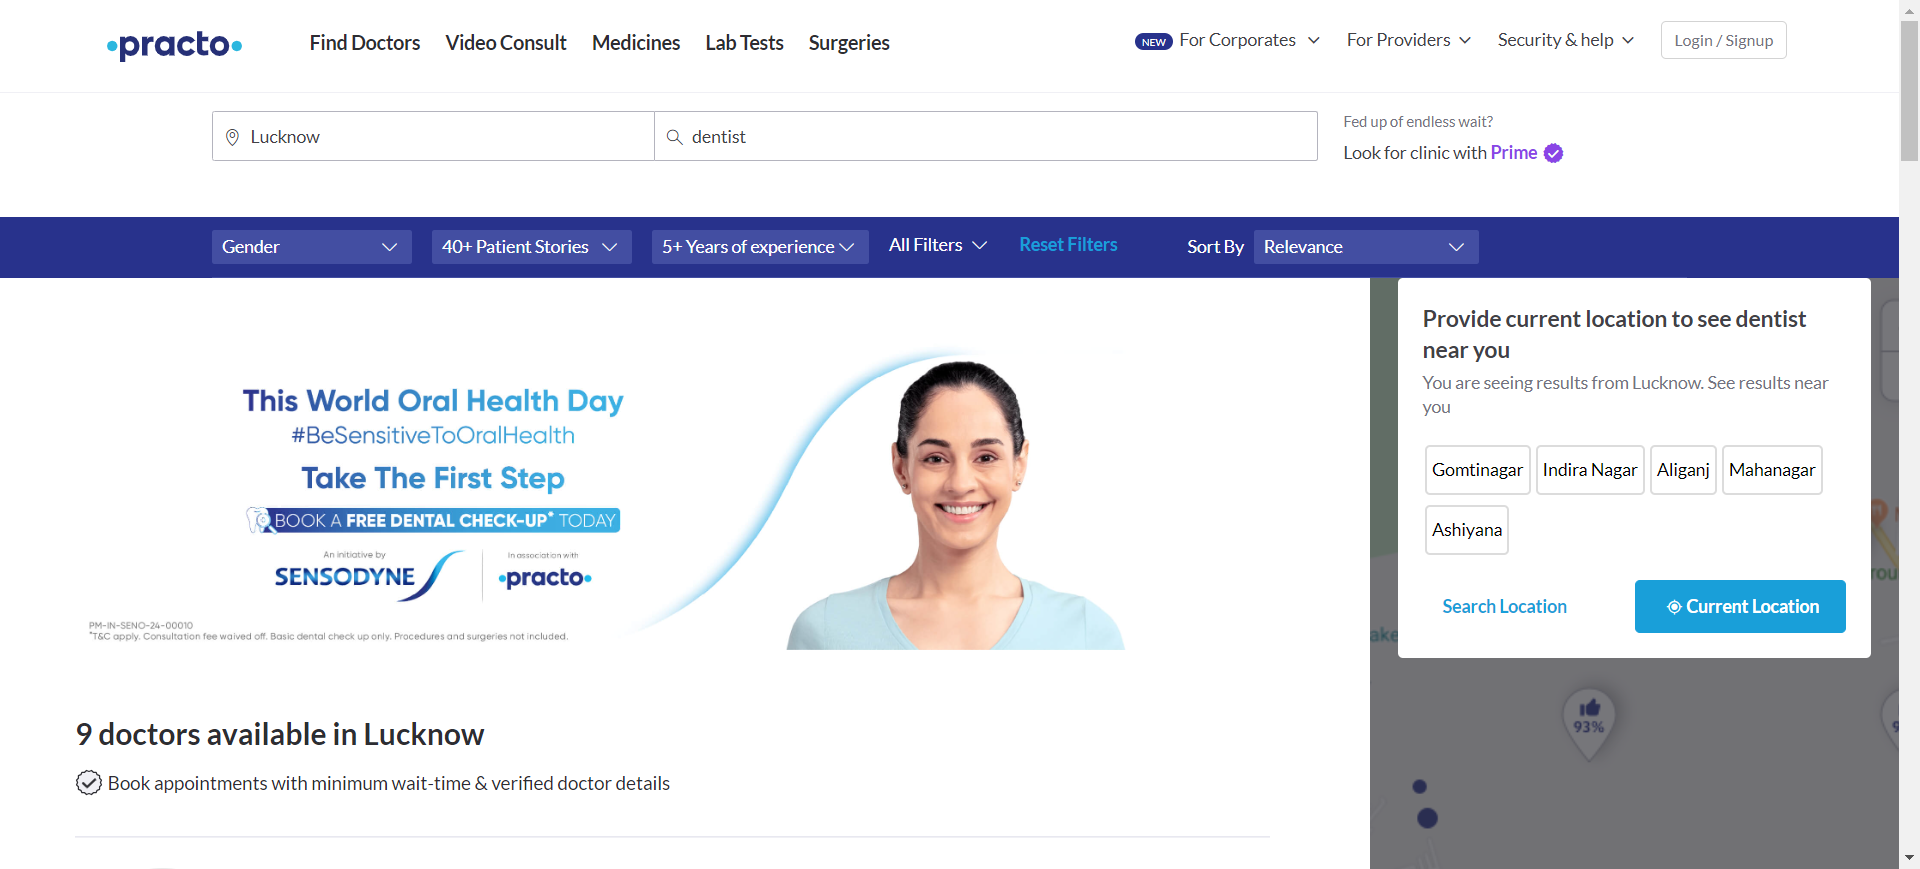 practo
Find Doctors
Video Consult
Medicines
Lab Tests
Surgeries
NEW For Corporates
For Providers
Security & help
Login / Signup
Lucknow
dentist
Fed up of endless wait?
Look for clinic with Prime
Gender
40+ Patient Stories
5+ Years of experience
All Filters
Reset Filters
Sort By
Relevance
This World Oral Health Day
#BeSensitiveToOralHealth
Take The First Step
BOOK A FREE DENTAL CHECK-UP* TODAY
An initiative by
SENSODYNE
In association with
practo
PM-IN-SENO-24-00010
*T&C apply. Consultation fee waived off. Basic dental check up only. Procedures and surgeries not included.
9 doctors available in Lucknow
Book appointments with minimum wait-time & verified doctor details
Provide current location to see dentist
near you
You are seeing results from Lucknow. See results near
you
Gomtinagar
Indira Nagar
Aliganj
Mahanagar
Ashiyana
Search Location
Current Location
93%